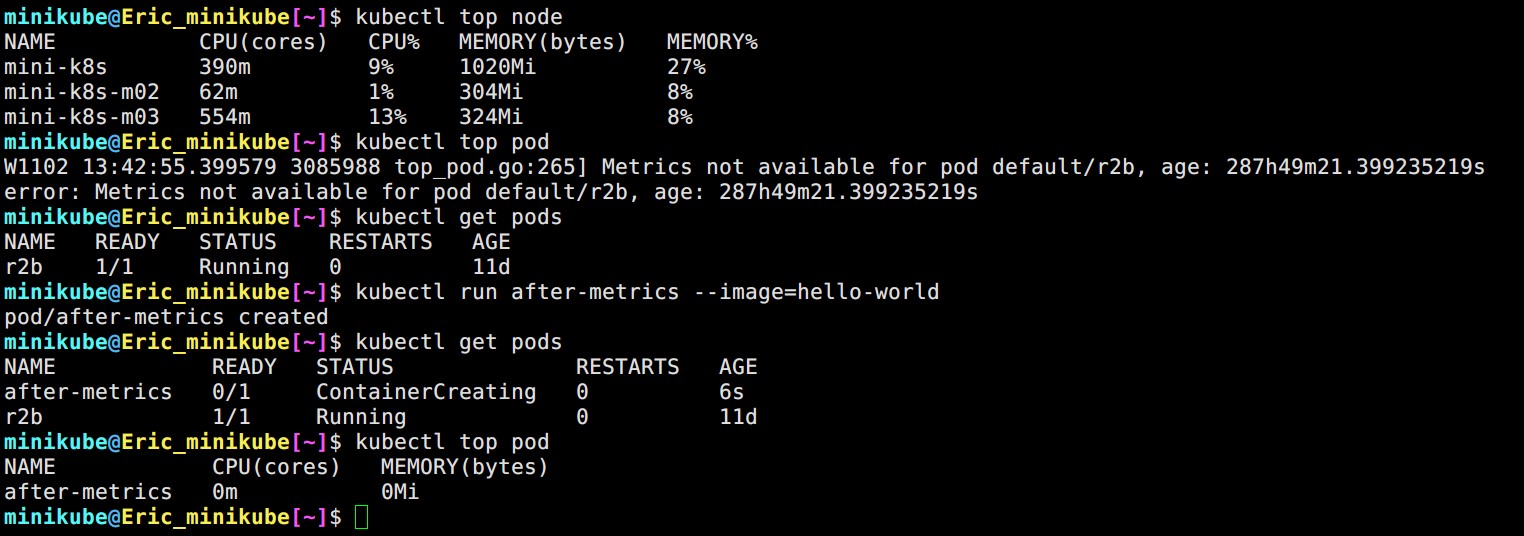 minikube@Eric_minikube[~]$ kubectl top node
NAME           CPU(cores)   CPU%   MEMORY(bytes)   MEMORY%
mini-k8s       390m         9%     1020Mi          27%
mini-k8s-m02   62m          1%     304Mi           8%
mini-k8s-m03   554m         13%    324Mi           8%
minikube@Eric_minikube[~]$ kubectl top pod
W1102 13:42:55.399579 3085988 top_pod.go:265] Metrics not available for pod default/r2b, age: 287h49m21.399235219s
error: Metrics not available for pod default/r2b, age: 287h49m21.399235219s
minikube@Eric_minikube[~]$ kubectl get pods
NAME   READY   STATUS    RESTARTS   AGE
r2b    1/1     Running   0          11d
minikube@Eric_minikube[~]$ kubectl run after-metrics --image=hello-world
pod/after-metrics created
minikube@Eric_minikube[~]$ kubectl get pods
NAME            READY   STATUS              RESTARTS   AGE
after-metrics   0/1     ContainerCreating   0          6s
r2b             1/1     Running             0          11d
minikube@Eric_minikube[~]$ kubectl top pod
NAME            CPU(cores)   MEMORY(bytes)
after-metrics   0m           0Mi
minikube@Eric_minikube[~]$